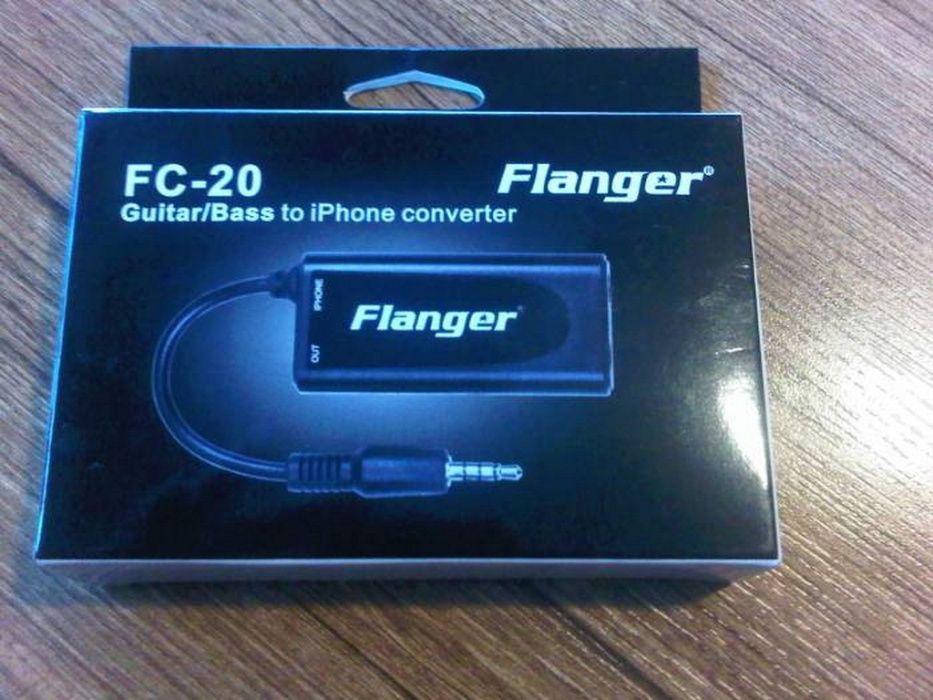 FC-20
Flanger®
Guitar/Bass to iPhone converter
IPHONE
OUT
Flanger